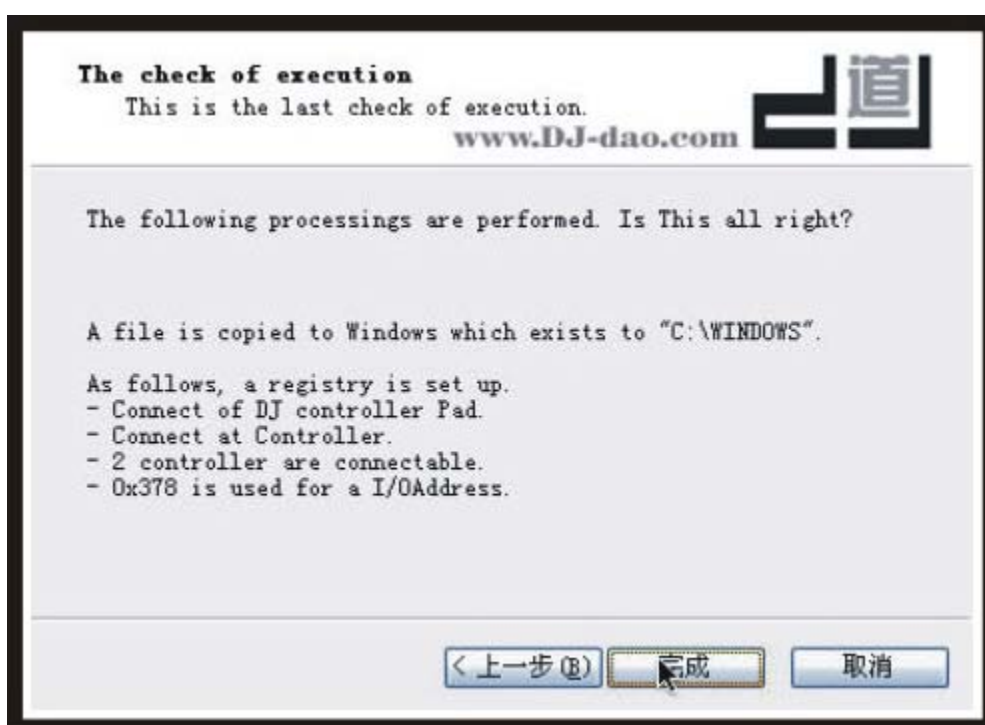 The check of execution
This is the last check of execution.
www.DJ-dao.com
道
The following processings are performed. Is This all right?
A file is copied to Windows which exists to "C:\WINDOWS".
As follows, a registry is set up.
- Connect of DJ controller Pad.
- Connect at Controller.
- 2 controller are connectable.
- 0x378 is used for a I/OAddress.
< 上一步(B)
完成
取消